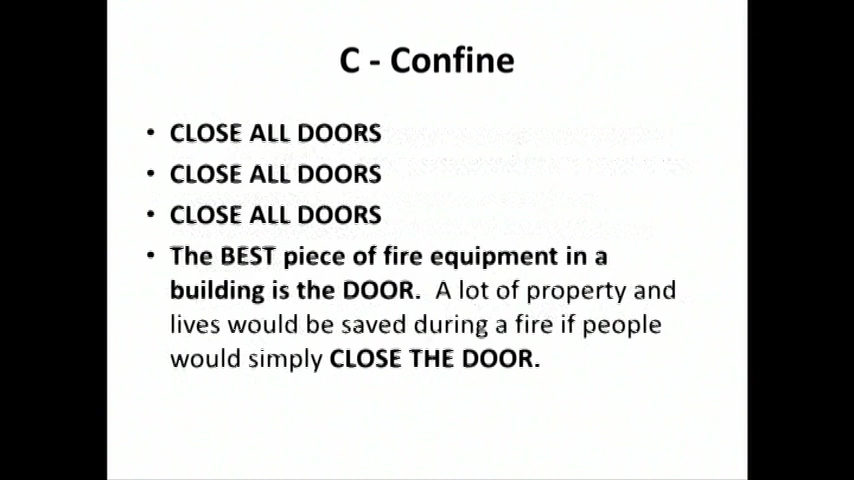 C - Confine
• CLOSE ALL DOORS
• CLOSE ALL DOORS
• CLOSE ALL DOORS
• The BEST piece of fire equipment in a
building is the DOOR. A lot of property and
lives would be saved during a fire if people
would simply CLOSE THE DOOR.